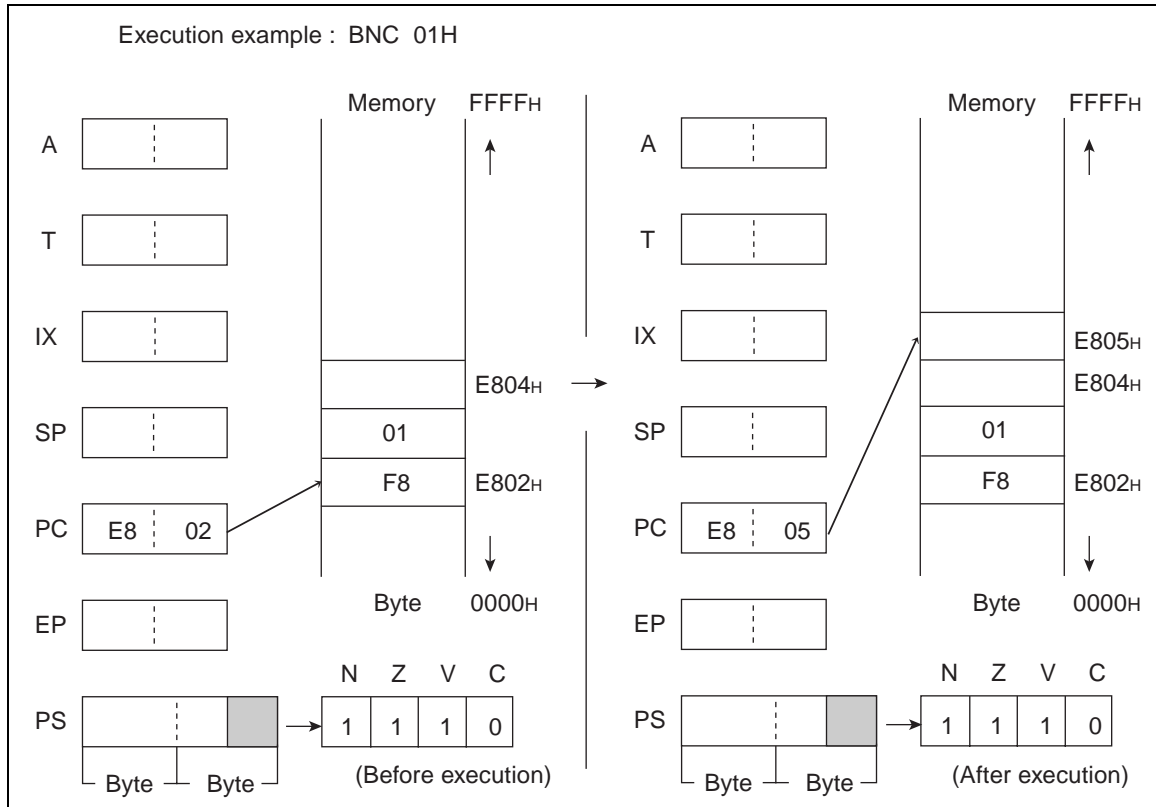 Execution example : BNC 01H
Memory FFFFH
A
T
IX
E804H
SP
01
F8 E802H
PC E8 02
Byte 0000H
EP
N Z V C
PS 1 1 1 0
Byte Byte (Before execution)
Memory FFFFH
A
T
IX
E805H
E804H
SP
01
F8 E802H
PC E8 05
Byte 0000H
EP
N Z V C
PS 1 1 1 0
Byte Byte (After execution)